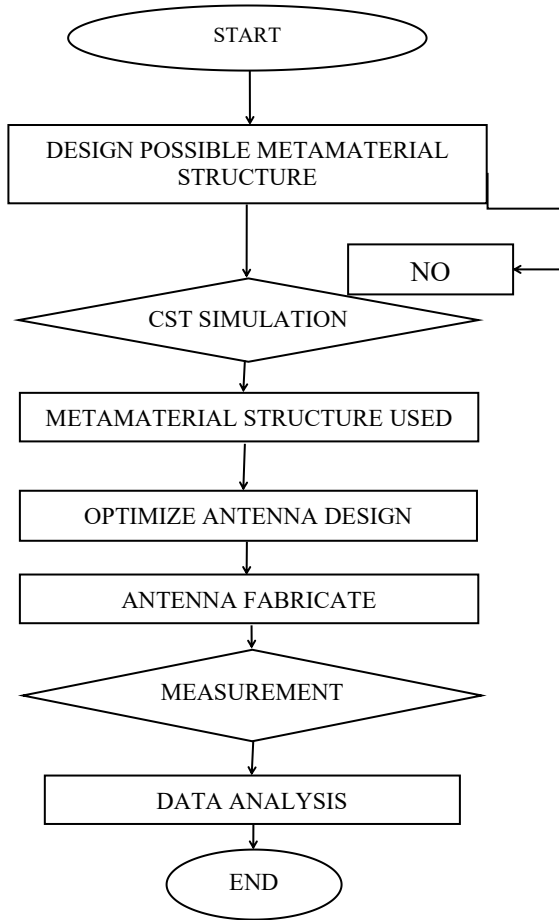 START
DESIGN POSSIBLE METAMATERIAL
STRUCTURE
NO
CST SIMULATION
METAMATERIAL STRUCTURE USED
OPTIMIZE ANTENNA DESIGN
ANTENNA FABRICATE
MEASUREMENT
DATA ANALYSIS
END